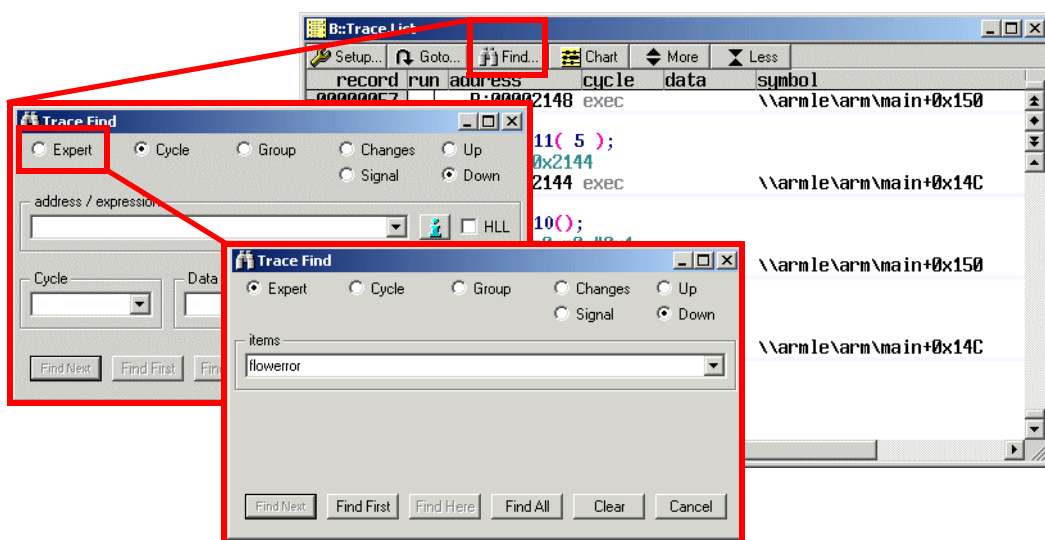 B::Trace.List
Setup... Goto... Find... Chart More Less
record run address cycle data symbol
2148 exec \\armle\arm\main+0x150
11( 5 );
0x2144
2144 exec \\armle\arm\main+0x14C
10();
\\armle\arm\main+0x150
\\armle\arm\main+0x14C
Trace Find
Expert Cycle Group Changes Up
Signal Down
address / expression
HLL
Cycle Data
Find Next Find First
Trace Find
Expert Cycle Group Changes Up
Signal Down
items
flowerror
Find Next Find First Find Here Find All Clear Cancel